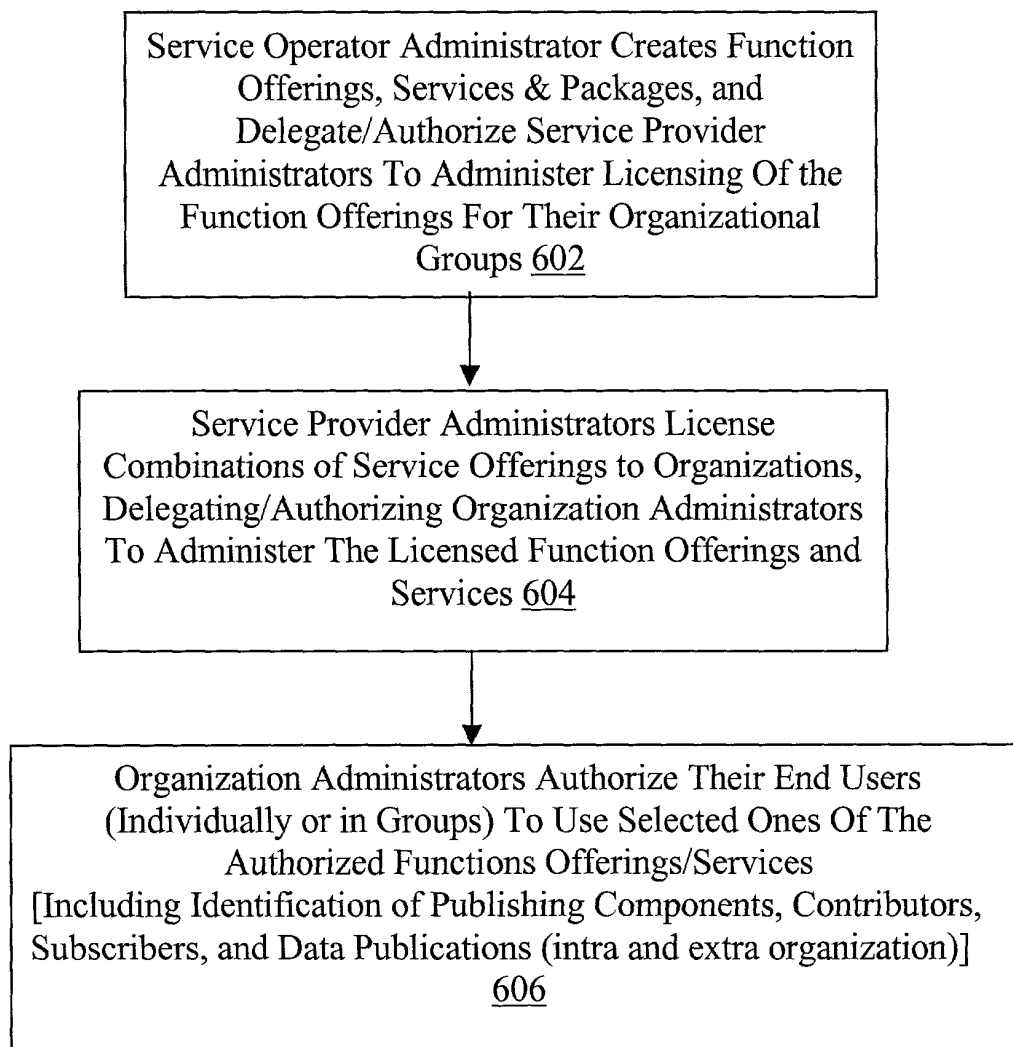 Service Operator Administrator Creates Function
Offerings, Services & Packages, and
Delegate/Authorize Service Provider
Administrators To Administer Licensing Of the
Function Offerings For Their Organizational
Groups 602
Service Provider Administrators License
Combinations of Service Offerings to Organizations,
Delegating/Authorizing Organization Administrators
To Administer The Licensed Function Offerings and
Services 604
Organization Administrators Authorize Their End Users
(Individually or in Groups) To Use Selected Ones Of The
Authorized Functions Offerings/Services
[Including Identification of Publishing Components, Contributors,
Subscribers, and Data Publications (intra and extra organization)]
606